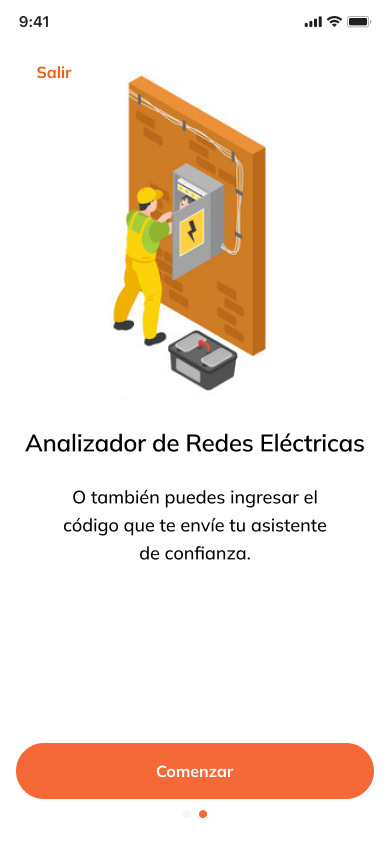 9:41
Salir
Analizador de Redes Eléctricas
O también puedes ingresar el
código que te envíe tu asistente
de confianza.
Comenzar